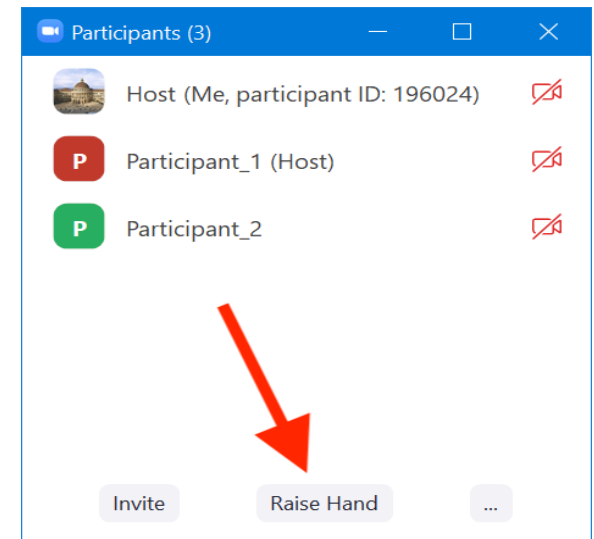 Participants (3)
Host (Me, participant ID: 196024)
P Participant_1 (Host)
P Participant_2
Invite Raise Hand ...